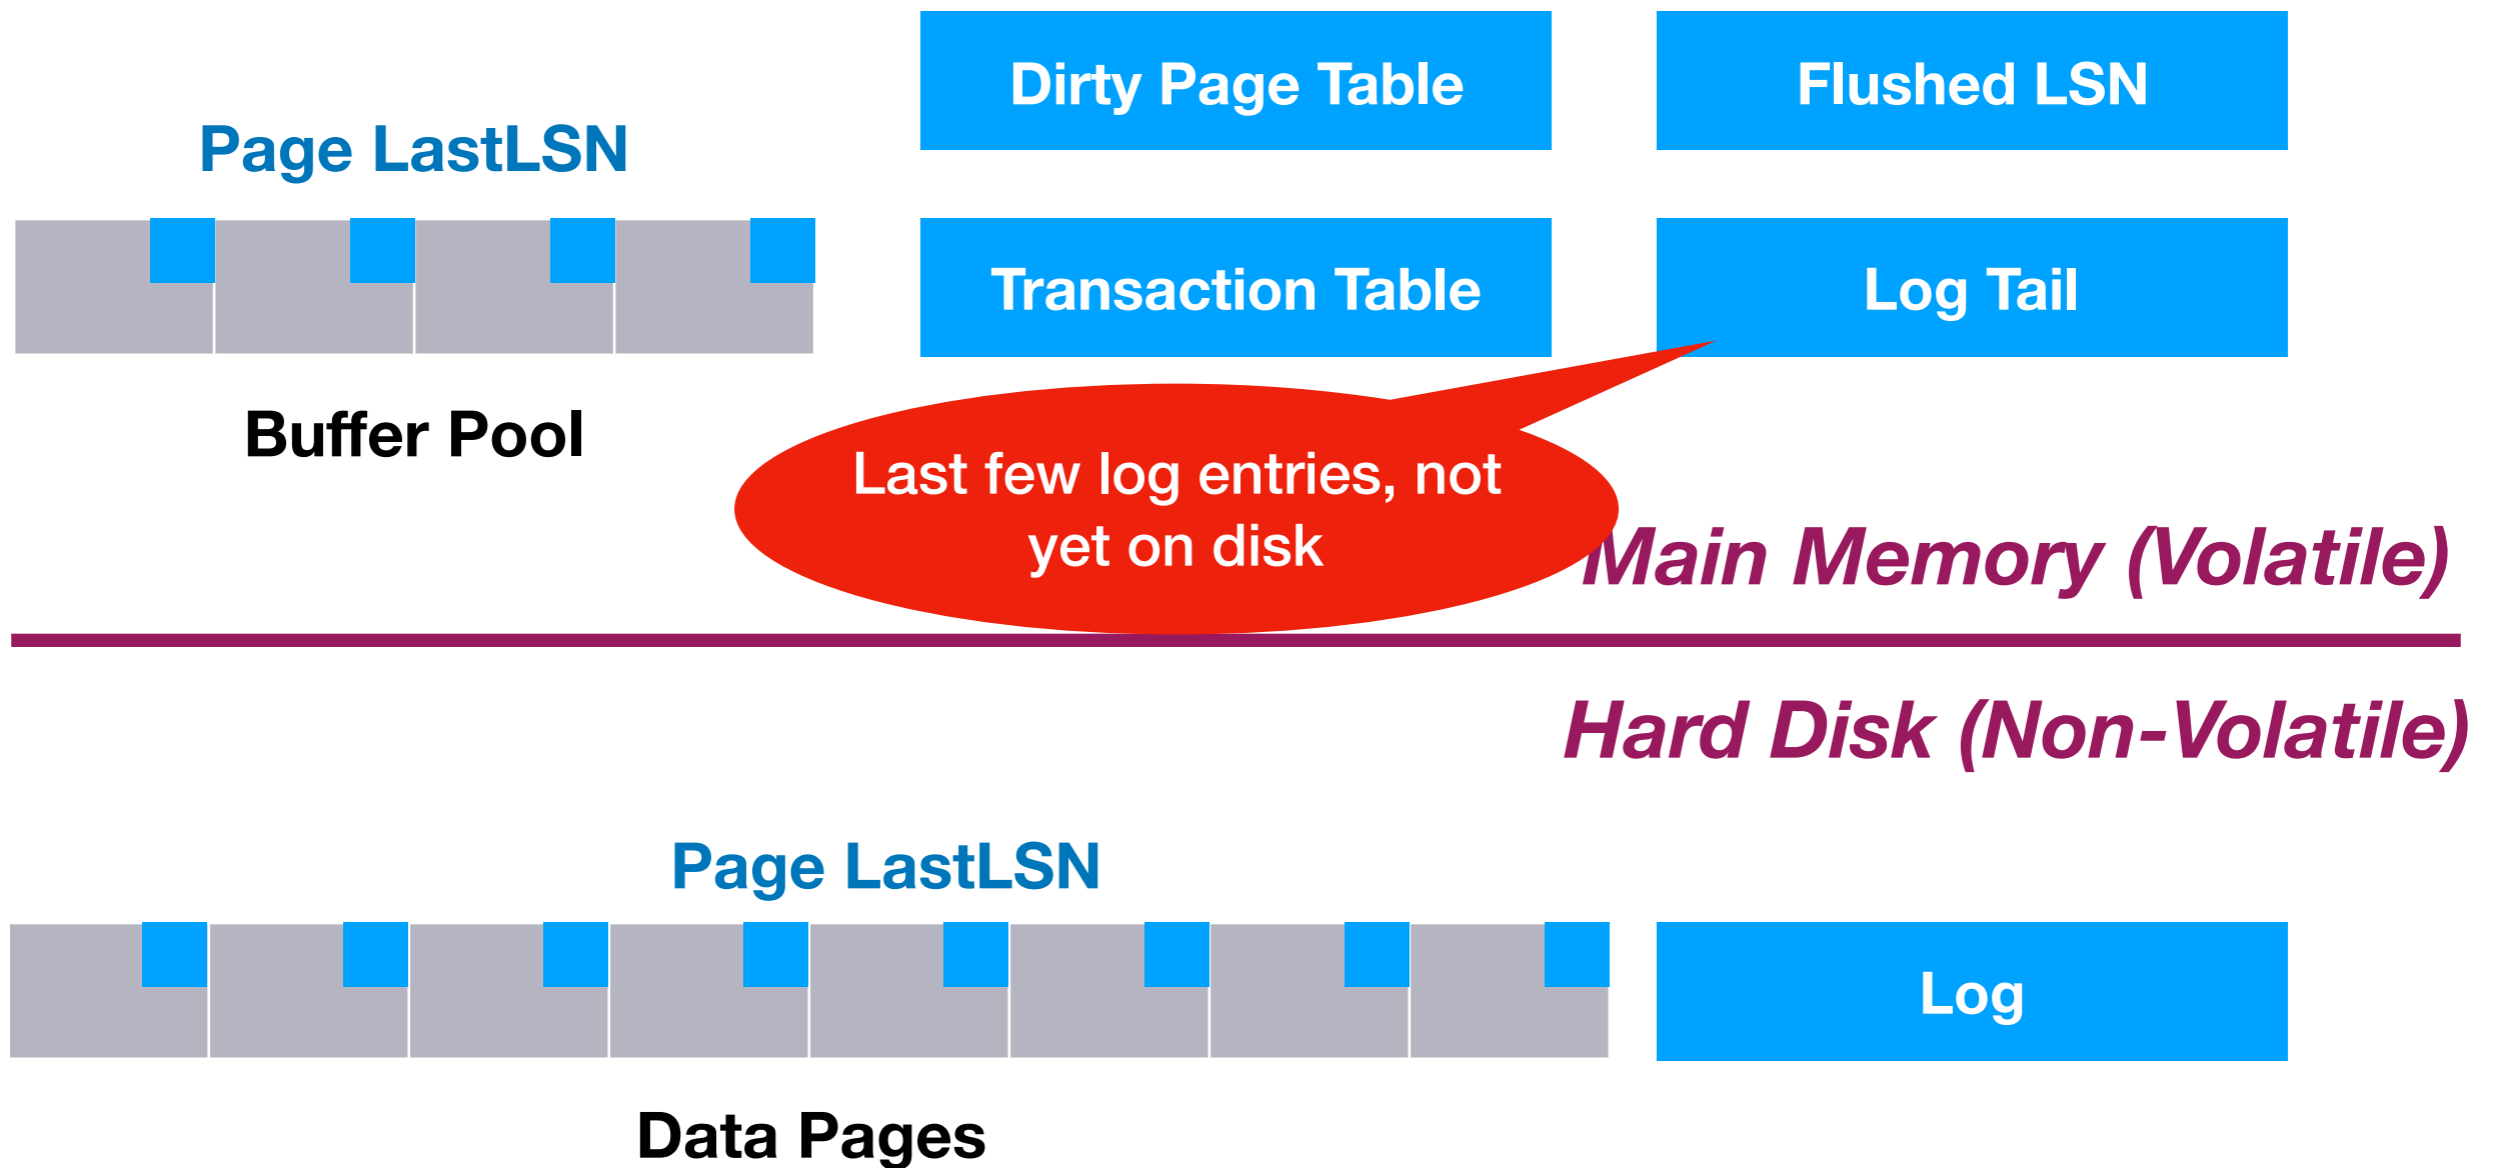 Dirty Page Table
Flushed LSN
Page LastLSN
Transaction Table
Log Tail
Buffer Pool
Last few log entries, not
yet on disk
Main Memory (Volatile)
Hard Disk (Non-Volatile)
Page LastLSN
Log
Data Pages